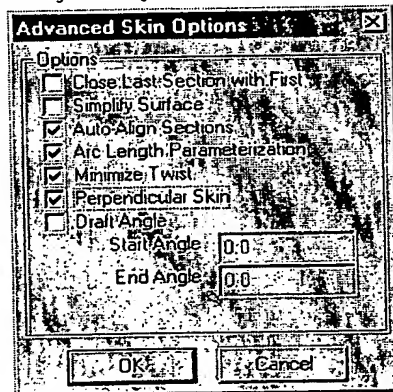 Advanced Skin Options
Options
Close Last Section with First
Simplify Surface
Auto Align Sections
Arc Length Parameterization
Minimize Twist
Perpendicular Skin
Draft Angle
Start Angle 0.0
End Angle 0.0
OK Cancel